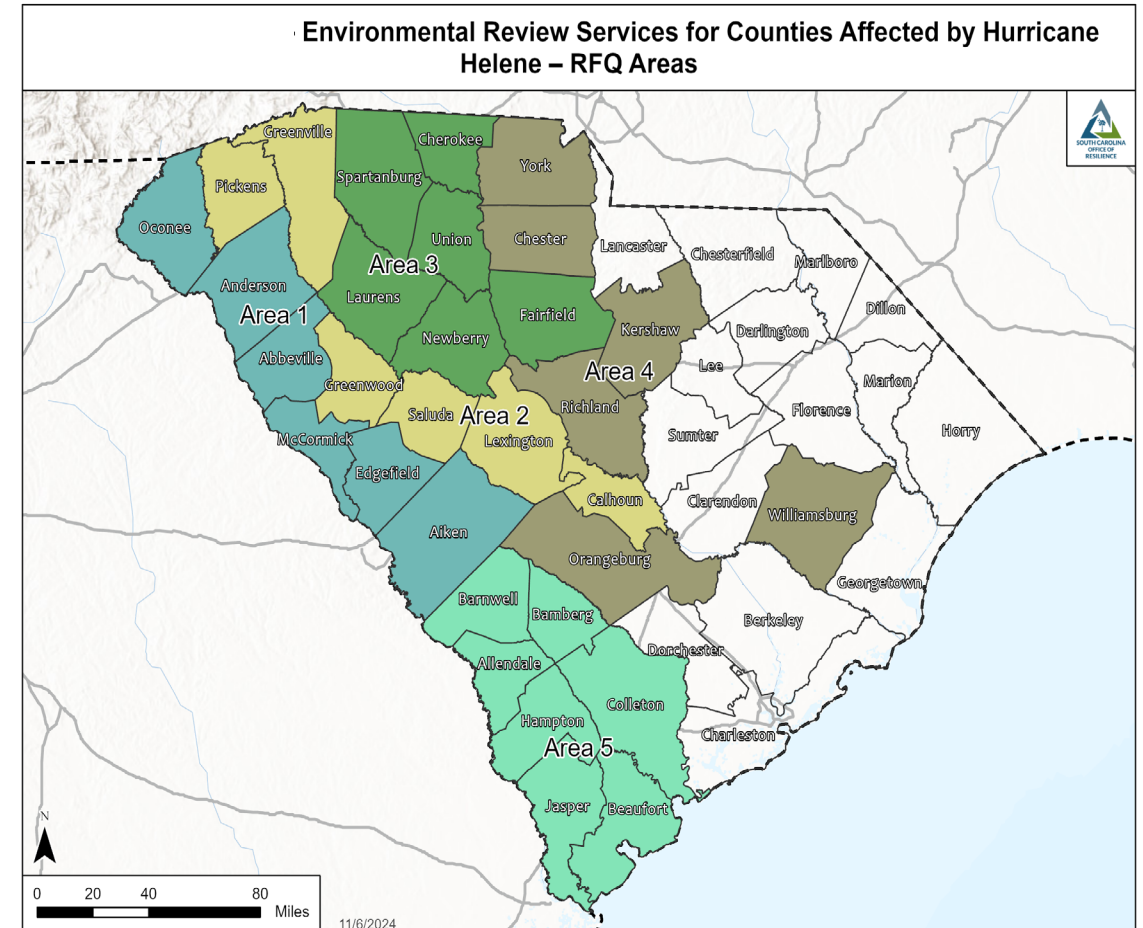 Environmental Review Services for Counties Affected by Hurricane
Helene – RFQ Areas
SOUTH CAROLINA
OFFICE OF
RESILIENCE
Greenville
Cherokee
York
Pickens
Spartanburg
Oconee
Union
Chester
Lancaster
Chesterfield
Marlboro
Area 3
Anderson
Laurens
Area 1
Fairfield
Dillon
Newberry
Kershaw
Darlington
Abbeville
Lee
Area 4
Greenwood
Marion
Saluda
Area 2
Richland
Florence
Lexington
Sumter
Horry
McCormick
Edgefield
Calhoun
Clarendon
Williamsburg
Aiken
Orangeburg
Georgetown
Barnwell
Bamberg
Berkeley
Dorchester
Allendale
Colleton
Hampton
Charleston
Area 5
Jasper
Beaufort
N
0 20 40 80
Miles
11/6/2024